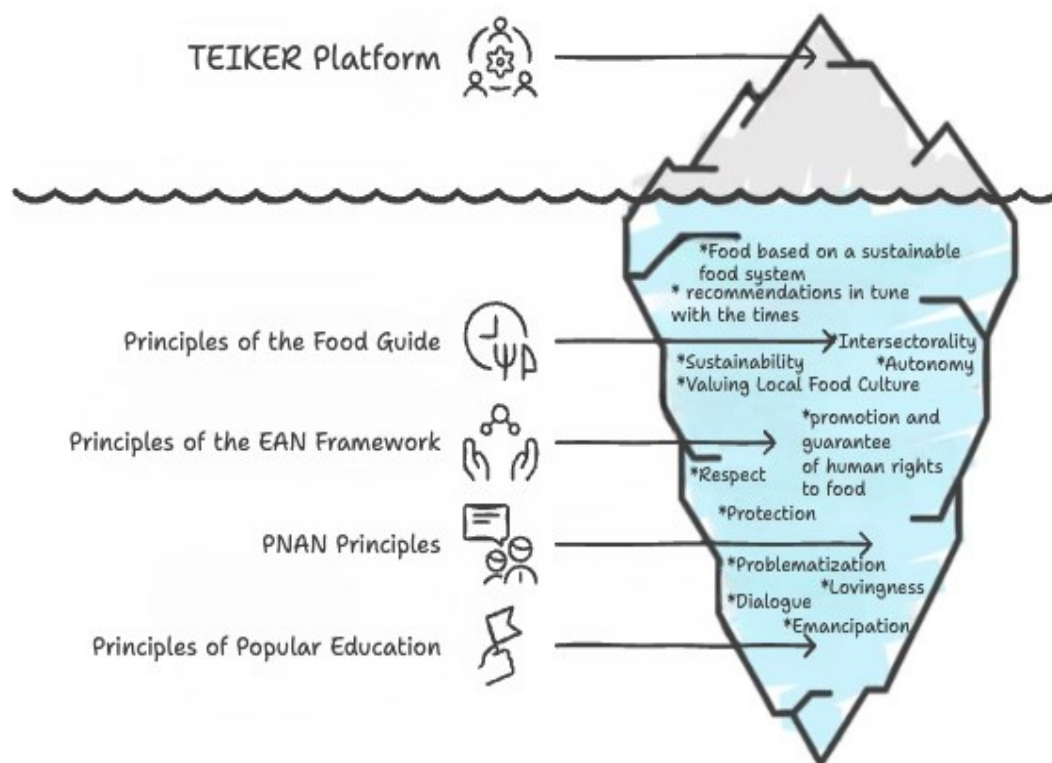 TEIKER Platform
*Food based on a sustainable
food system
* recommendations in tune
with the times
Principles of the Food Guide
*Intersectorality
*Sustainability
*Autonomy
*Valuing Local Food Culture
Principles of the EAN Framework
*promotion and
guarantee
of human rights
to food
*Respect
*Protection
PNAN Principles
*Problematization
*Lovingness
*Dialogue
*Emancipation
Principles of Popular Education